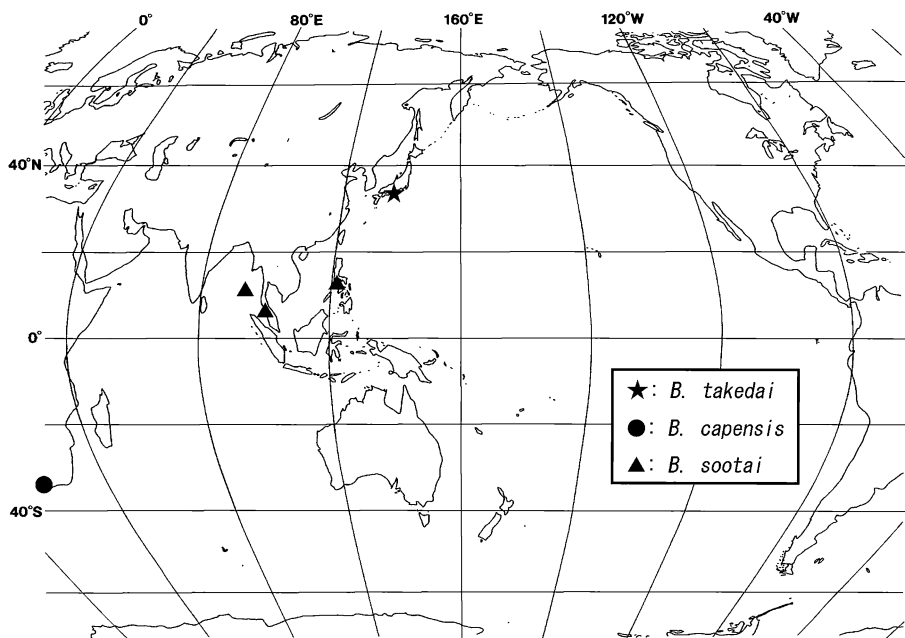 0° 80°E 160°E 120°W 40°W
40°N
0°
40°S
★: B. takedai
●: B. capensis
▲: B. sootai